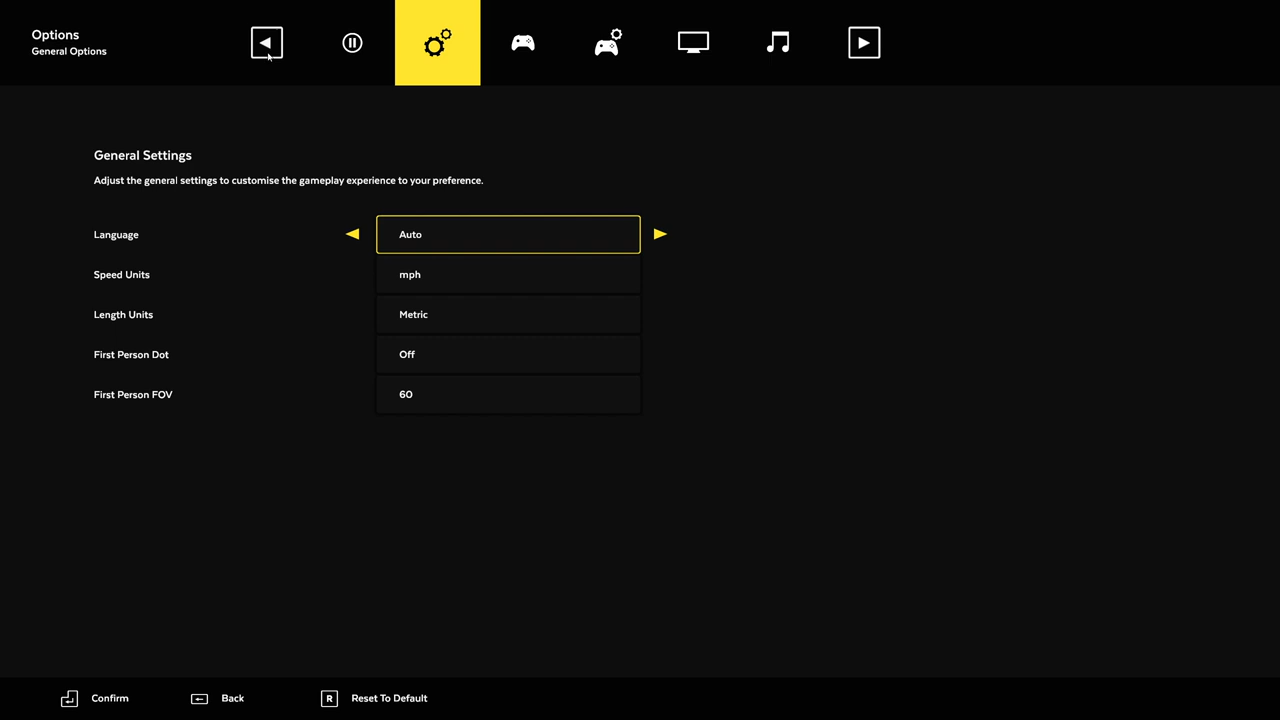 Options
General Options
General Settings
Adjust the general settings to customise the gameplay experience to your preference.
Language Auto
Speed Units mph
Length Units Metric
First Person Dot Off
First Person FOV 60
Confirm Back R Reset To Default